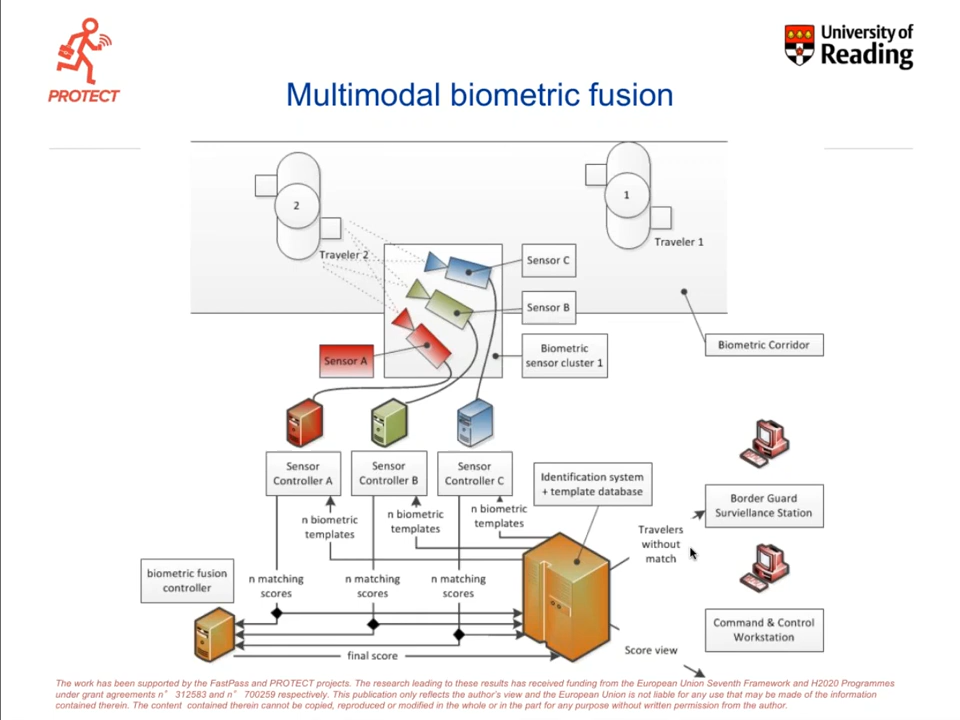 PROTECT
University of
Reading
Multimodal biometric fusion
2
1
Traveler 2
Traveler 1
Sensor C
Sensor B
Biometric
sensor cluster 1
Biometric Corridor
Sensor A
Sensor
Controller A
Sensor
Controller B
Sensor
Controller C
Identification system
+ template database
n biometric
templates
n biometric
templates
n biometric
templates
Travelers
without
match
Border Guard
Surviellance Station
biometric fusion
controller
n matching
scores
n matching
scores
n matching
scores
Command & Control
Workstation
Score view
final score
The work has been supported by the FastPass and PROTECT projects. The research leading to these results has received funding from the European Union Seventh Framework and H2020 Programmes
under grant agreements n° 312583 and n° 700259 respectively. This publication only reflects the author's view and the European Union is not liable for any use that may be made of the information
contained therein. The content contained therein cannot be copied, reproduced or modified in the whole or in the part for any purpose without written permission from the author.